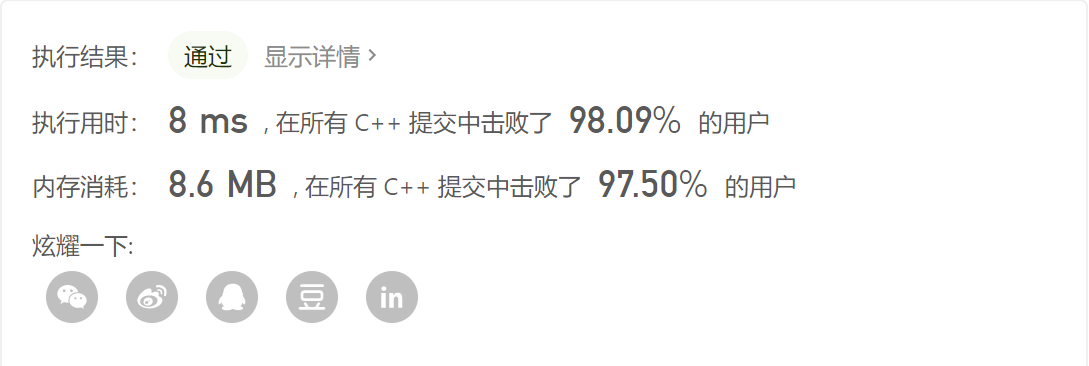 执行结果： 通过 显示详情 ›
执行用时： 8 ms , 在所有 C++ 提交中击败了 98.09% 的用户
内存消耗： 8.6 MB , 在所有 C++ 提交中击败了 97.50% 的用户
炫耀一下:
豆 in